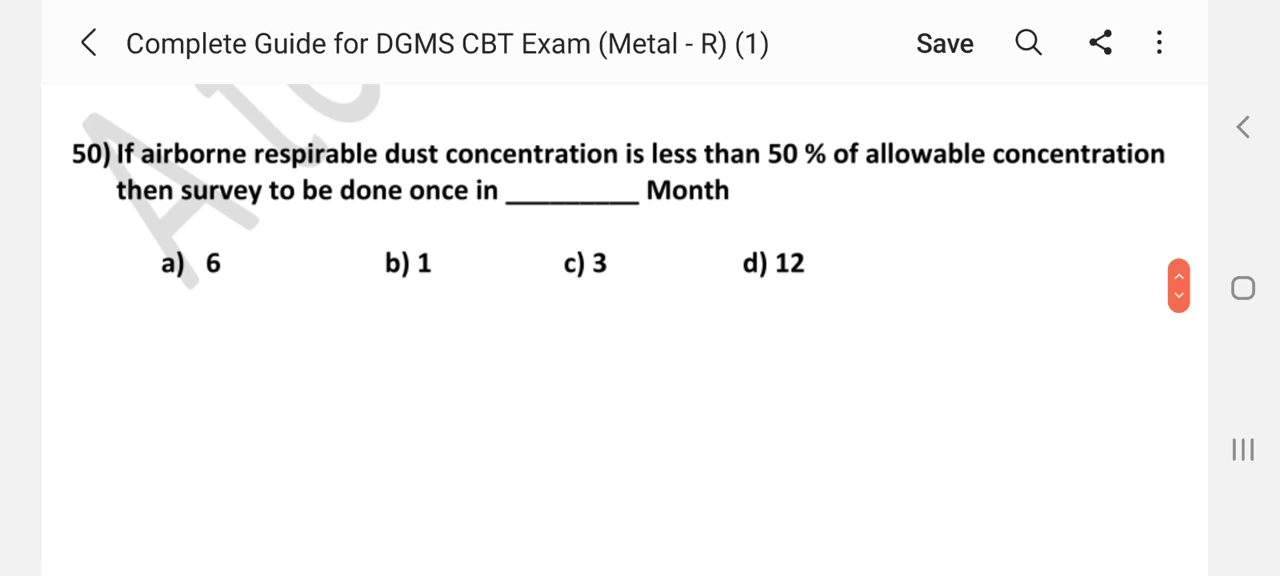 Complete Guide for DGMS CBT Exam (Metal - R) (1) Save
50) If airborne respirable dust concentration is less than 50 % of allowable concentration
then survey to be done once in _________ Month
a) 6 b) 1 c) 3 d) 12